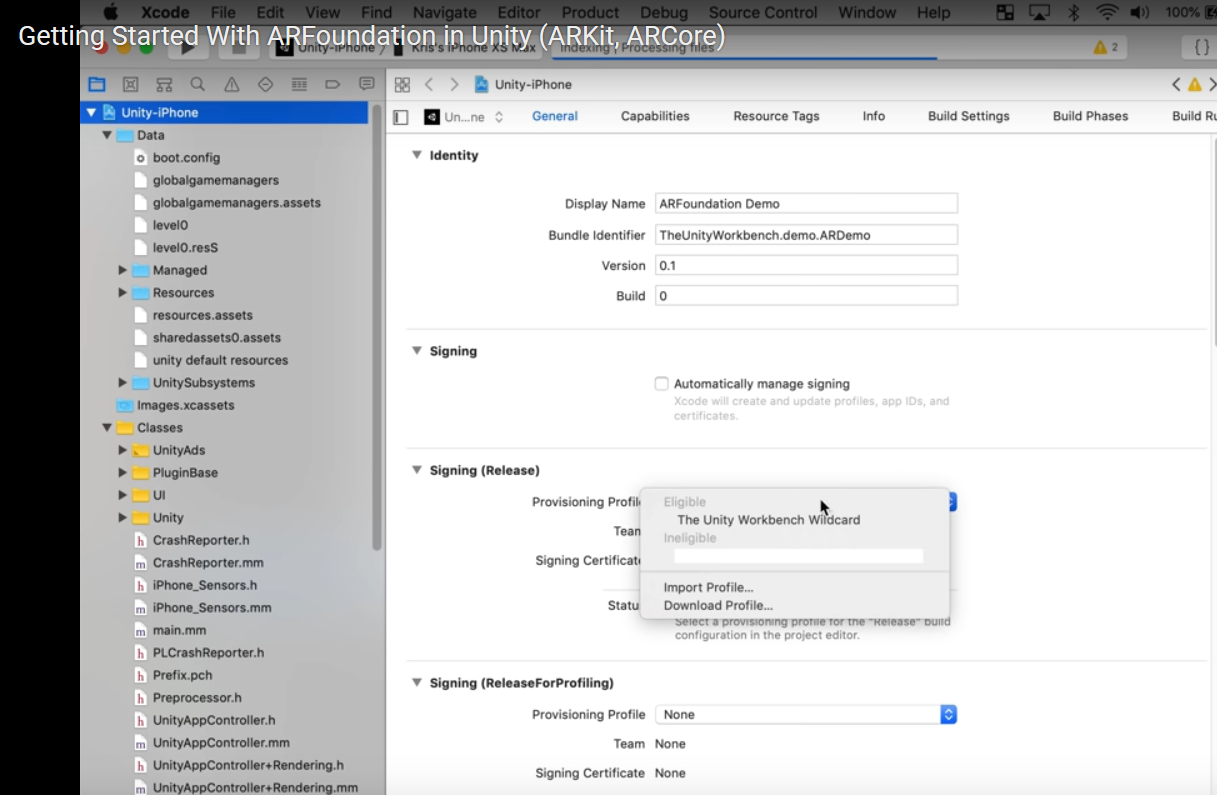 Xcode File Edit View Find Navigate Editor Product Debug Source Control Window Help 100%
Getting Started With ARFoundation in Unity (ARKit, ARCore)
Unity-iPhone Kris's iPhone XS Max Indexing | Processing files 2 {}
Unity-iPhone
Un...ne General Capabilities Resource Tags Info Build Settings Build Phases Build Ru
Unity-iPhone
Data
boot.config
globalgamemanagers
globalgamemanagers.assets
level0
level0.resS
Managed
Resources
resources.assets
sharedassets0.assets
unity default resources
UnitySubsystems
Images.xcassets
Classes
UnityAds
PluginBase
UI
Unity
h CrashReporter.h
m CrashReporter.mm
h iPhone_Sensors.h
m iPhone_Sensors.mm
m main.mm
h PLCrashReporter.h
h Prefix.pch
h Preprocessor.h
h UnityAppController.h
m UnityAppController.mm
h UnityAppController+Rendering.h
m UnityAppController+Rendering.mm
Identity
Display Name ARFoundation Demo
Bundle Identifier TheUnityWorkbench.demo.ARDemo
Version 0.1
Build 0
Signing
Automatically manage signing
Xcode will create and update profiles, app IDs, and
certificates.
Signing (Release)
Provisioning Profil
Eligible
The Unity Workbench Wildcard
Team
Ineligible
Signing Certificat
Import Profile...
Statu
Download Profile...
Select a provisioning profile for the "Release" build
configuration in the project editor.
Signing (ReleaseForProfiling)
Provisioning Profile None
Team None
Signing Certificate None